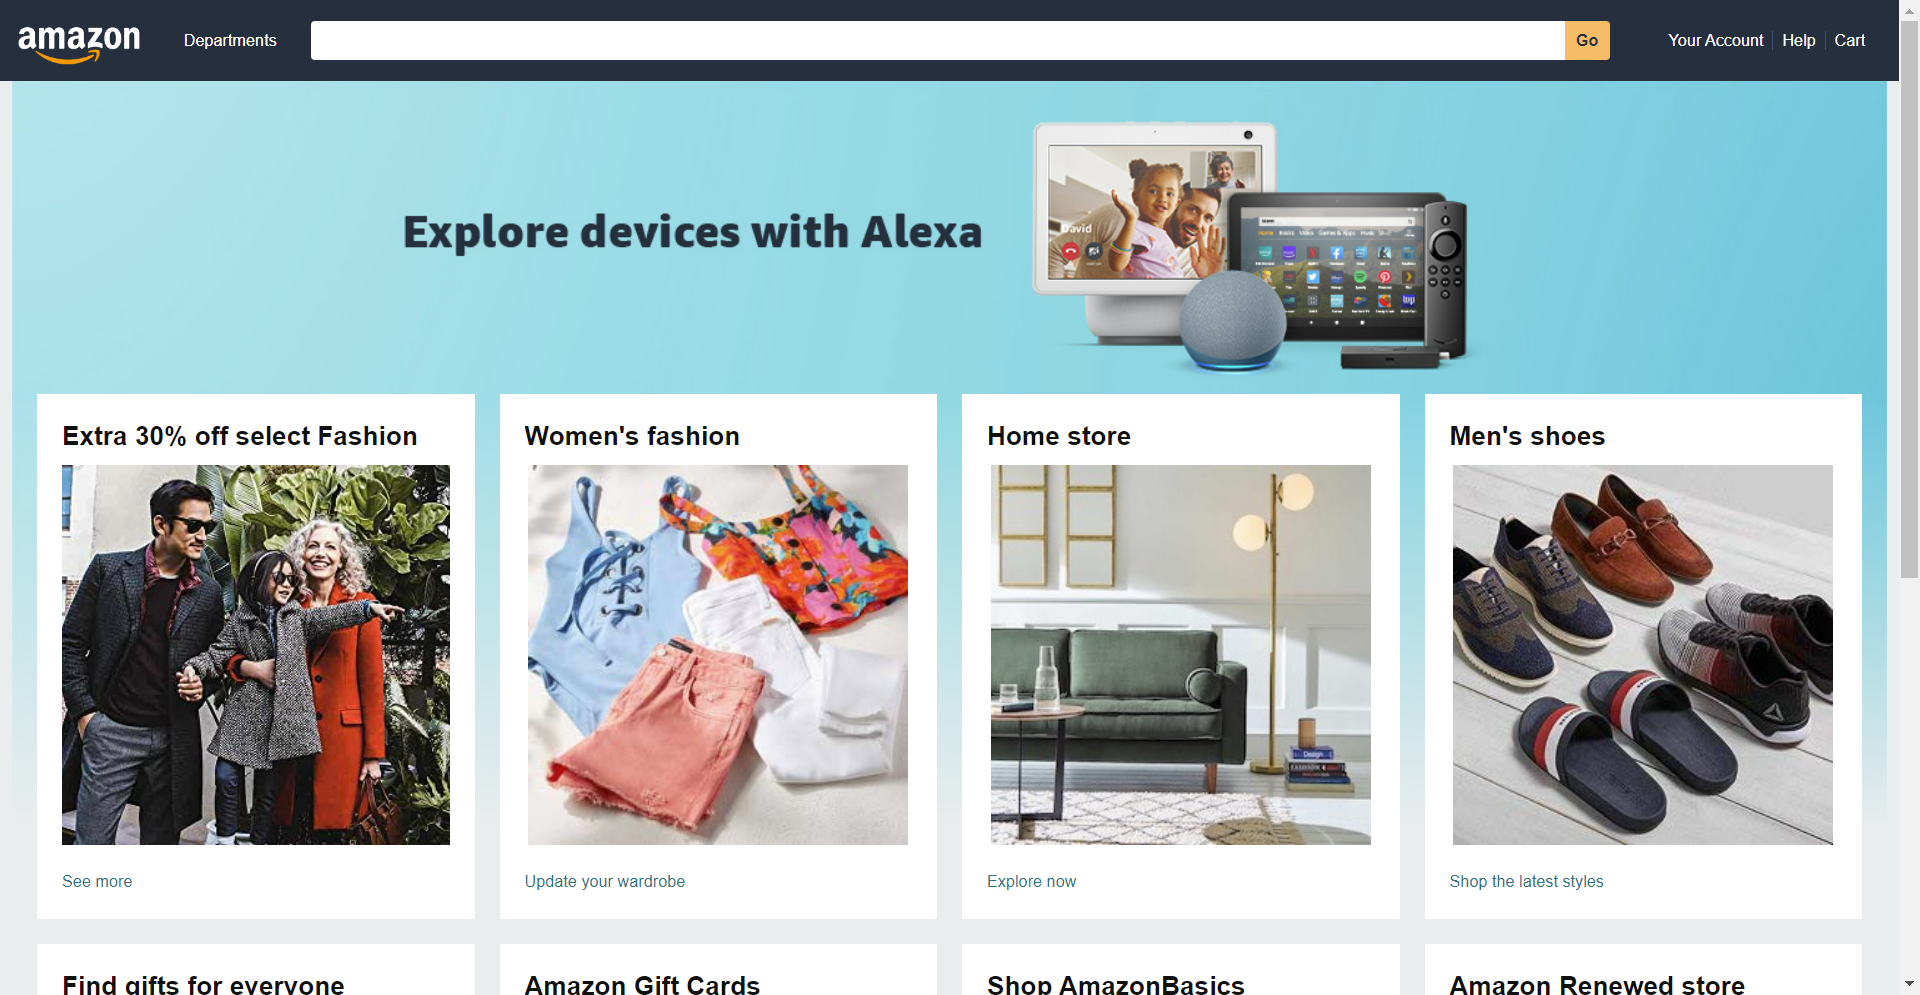 amazon
Departments
Go
Your Account
Help
Cart
Explore devices with Alexa
David
Extra 30% off select Fashion
Women's fashion
Home store
Men's shoes
Design
FASHION
See more
Update your wardrobe
Explore now
Shop the latest styles
Find gifts for everyone
Amazon Gift Cards
Shop AmazonBasics
Amazon Renewed store